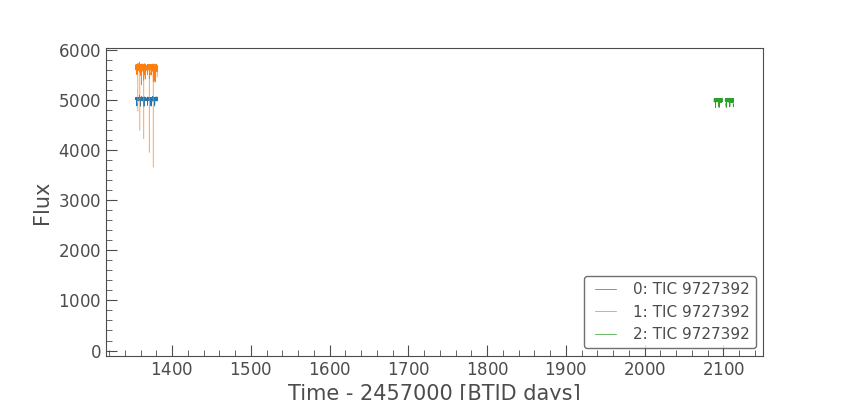 6000
5000
4000
3000
2000
1000
0
Flux
0: TIC 9727392
1: TIC 9727392
2: TIC 9727392
1400 1500 1600 1700 1800 1900 2000 2100
Time - 2457000 [BTJD days]